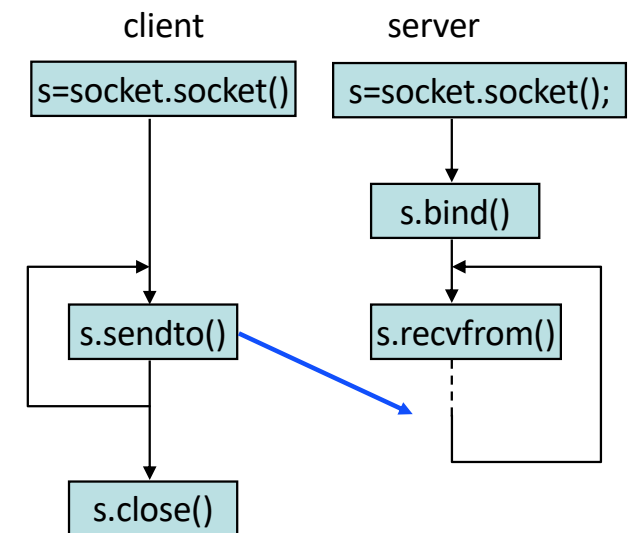 client
server
s=socket.socket()
s=socket.socket();
s.bind()
s.sendto()
s.recvfrom()
s.close()